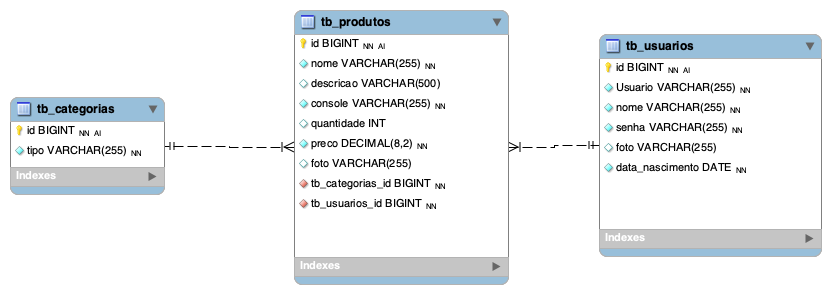 tb_categorias
id BIGINT NN AI
tipo VARCHAR(255) NN
Indexes
tb_produtos
id BIGINT NN AI
nome VARCHAR(255) NN
descricao VARCHAR(500)
console VARCHAR(255) NN
quantidade INT
preco DECIMAL(8,2) NN
foto VARCHAR(255)
tb_categorias_id BIGINT NN
tb_usuarios_id BIGINT NN
Indexes
tb_usuarios
id BIGINT NN AI
Usuario VARCHAR(255) NN
nome VARCHAR(255) NN
senha VARCHAR(255) NN
foto VARCHAR(255)
data_nascimento DATE NN
Indexes